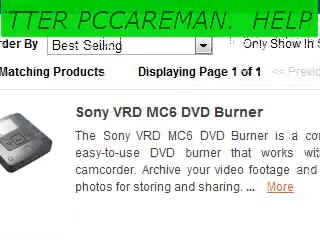 TTER PCCAREMAN. HELP
rder By Best Selling Only Show In S
Matching Products Displaying Page 1 of 1 << Previo
Sony VRD MC6 DVD Burner
The Sony VRD MC6 DVD Burner is a co
easy-to-use DVD burner that works wi
camcorder. Archive your video footage and
photos for storing and sharing. ... More